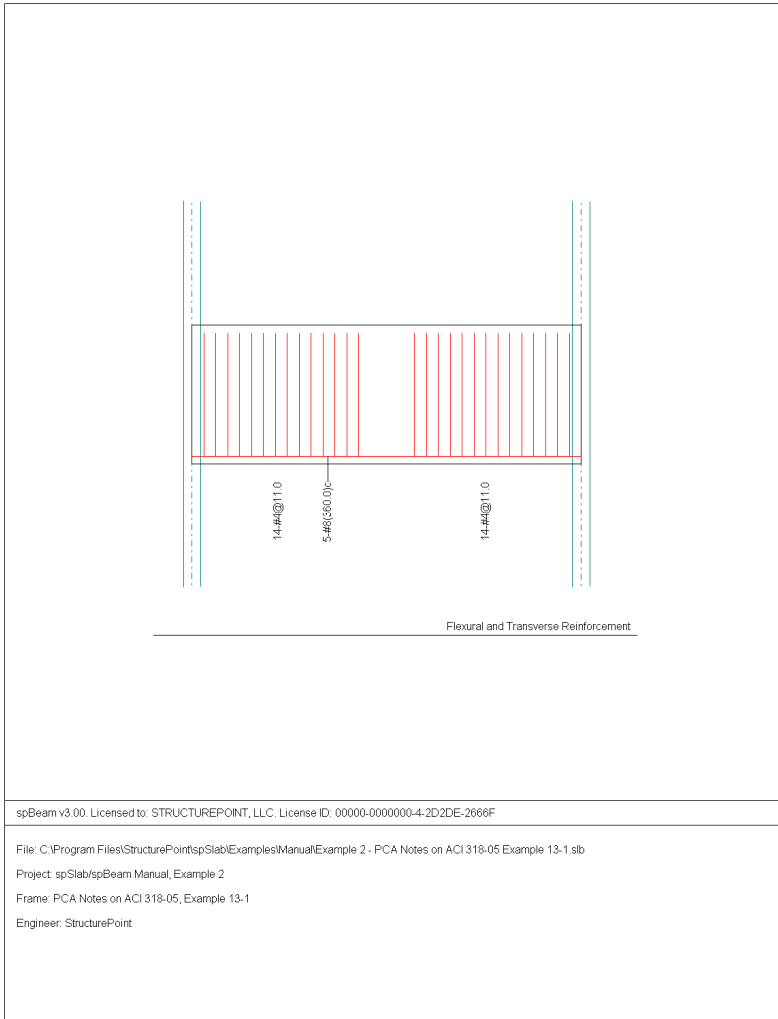 14-#4@11.0
5-#8(360.0)c
14-#4@11.0
Flexural and Transverse Reinforcement
spBeam v3.00. Licensed to: STRUCTUREPOINT, LLC. License ID: 00000-0000000-4-2D2DE-2666F
File: C:\Program Files\StructurePoint\spSlab\Examples\Manual\Example 2 - PCA Notes on ACI 318-05 Example 13-1.slb
Project: spSlab/spBeam Manual, Example 2
Frame: PCA Notes on ACI 318-05, Example 13-1
Engineer: StructurePoint